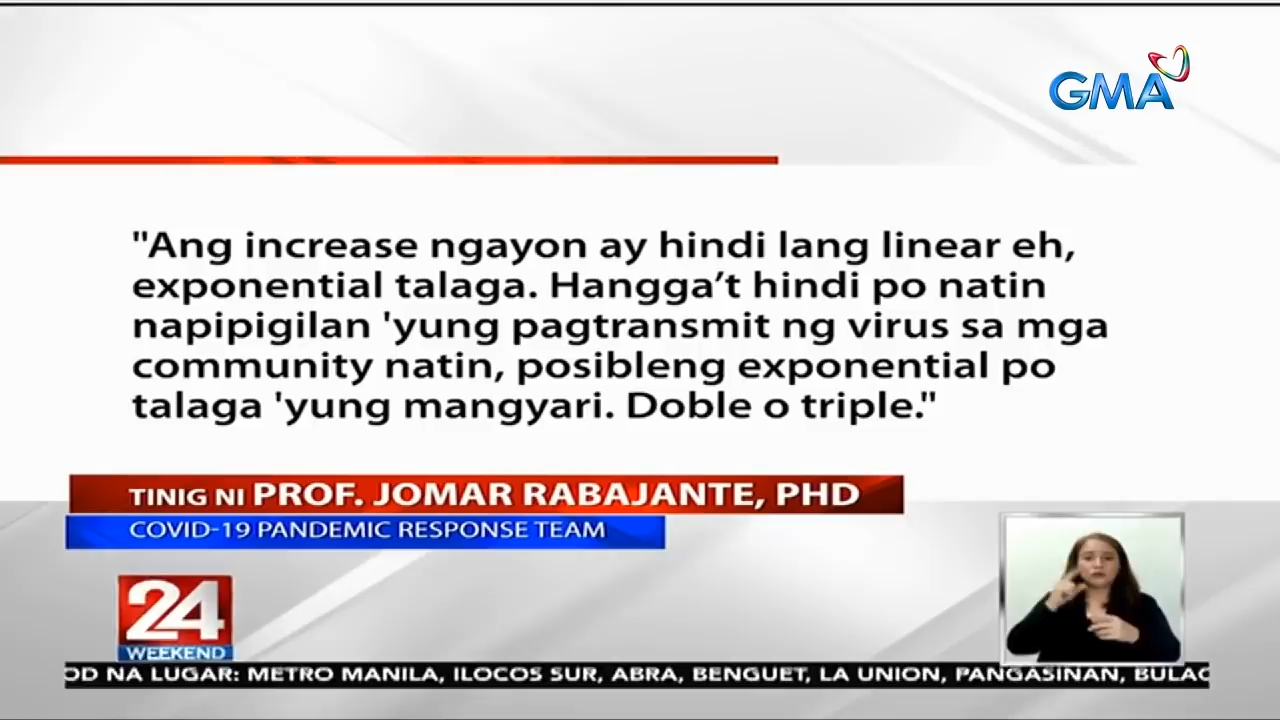 GMA
"Ang increase ngayon ay hindi lang linear eh,
exponential talaga. Hangga't hindi po natin
napipigilan 'yung pagtransmit ng virus sa mga
community natin, posibleng exponential po
talaga 'yung mangyari. Doble o triple."
TINIG NI PROF. JOMAR RABAJANTE, PHD
COVID-19 PANDEMIC RESPONSE TEAM
24
WEEKEND
OD NA LUGAR: METRO MANILA, ILOCOS SUR, ABRA, BENGUET, LA UNION, PANGASINAN, BULAC